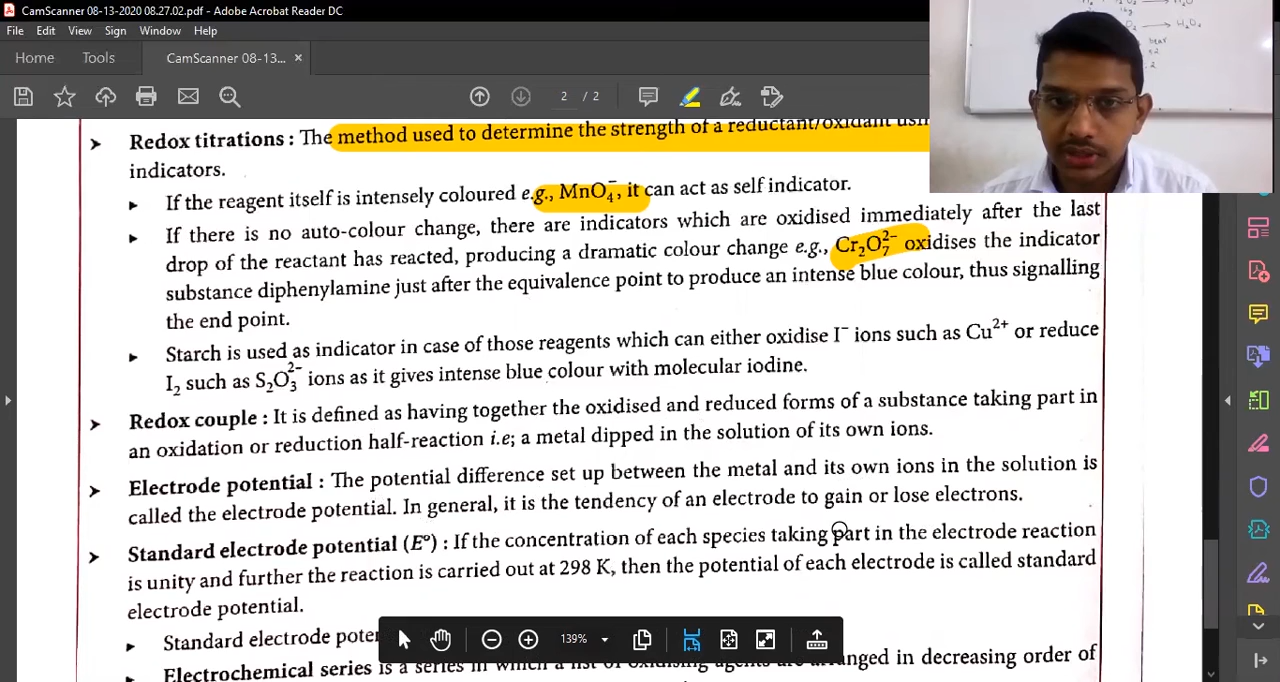 CamScanner 08-13-2020 08.27.02.pdf - Adobe Acrobat Reader DC
File Edit View Sign Window Help
Home Tools CamScanner 08-13... ×
2 / 2
Redox titrations : The method used to determine the strength of a reductant/oxidant
indicators.
If the reagent itself is intensely coloured e.g., MnO₄⁻, it can act as self indicator.
If there is no auto-colour change, there are indicators which are oxidised immediately after the last
drop of the reactant has reacted, producing a dramatic colour change e.g., Cr₂O₇²⁻ oxidises the indicator
substance diphenylamine just after the equivalence point to produce an intense blue colour, thus signalling
the end point.
Starch is used as indicator in case of those reagents which can either oxidise I⁻ ions such as Cu²⁺ or reduce
I₂ such as S₂O₃²⁻ ions as it gives intense blue colour with molecular iodine.
Redox couple : It is defined as having together the oxidised and reduced forms of a substance taking part in
an oxidation or reduction half-reaction i.e; a metal dipped in the solution of its own ions.
Electrode potential : The potential difference set up between the metal and its own ions in the solution is
called the electrode potential. In general, it is the tendency of an electrode to gain or lose electrons.
Standard electrode potential (E°) : If the concentration of each species taking part in the electrode reaction
is unity and further the reaction is carried out at 298 K, then the potential of each electrode is called standard
electrode potential.
Standard electrode
139%
Electrochemical series is a series in which a list of oxidising agents are arranged in decreasing order of